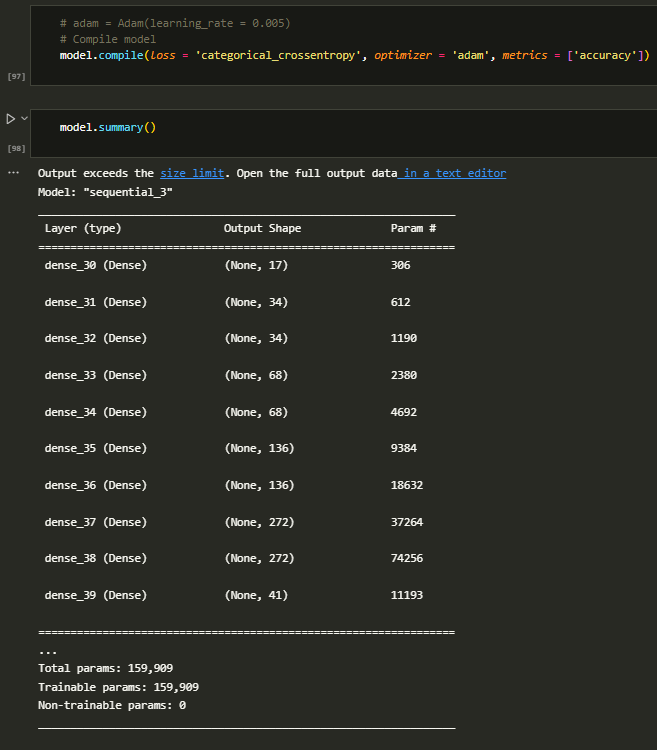 # adam = Adam(learning_rate = 0.005)
# Compile model
model.compile(loss = 'categorical_crossentropy', optimizer = 'adam', metrics = ['accuracy'])
[97]
model.summary()
[98]
... Output exceeds the size limit. Open the full output data in a text editor
Model: "sequential_3"
_________________________________________________________________
Layer (type) Output Shape Param #
=================================================================
dense_30 (Dense) (None, 17) 306
dense_31 (Dense) (None, 34) 612
dense_32 (Dense) (None, 34) 1190
dense_33 (Dense) (None, 68) 2380
dense_34 (Dense) (None, 68) 4692
dense_35 (Dense) (None, 136) 9384
dense_36 (Dense) (None, 136) 18632
dense_37 (Dense) (None, 272) 37264
dense_38 (Dense) (None, 272) 74256
dense_39 (Dense) (None, 41) 11193
=================================================================
...
Total params: 159,909
Trainable params: 159,909
Non-trainable params: 0
_________________________________________________________________